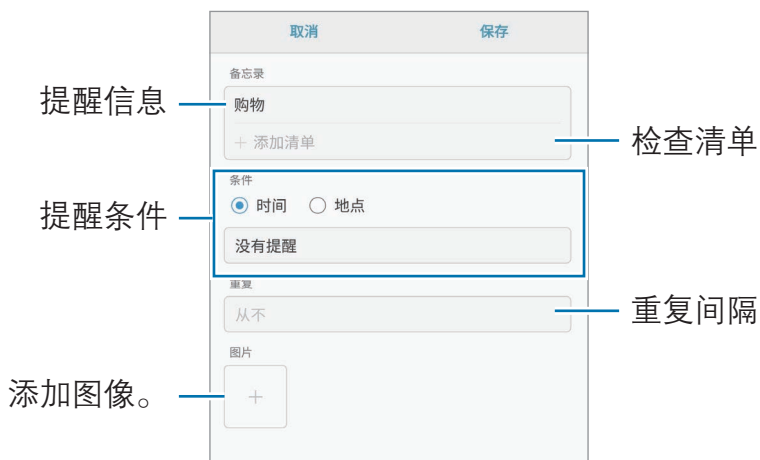 取消 保存
备忘录
提醒信息
购物
+ 添加清单
检查清单
条件
提醒条件
时间 地点
没有提醒
重复
从不
重复间隔
图片
添加图像。
+